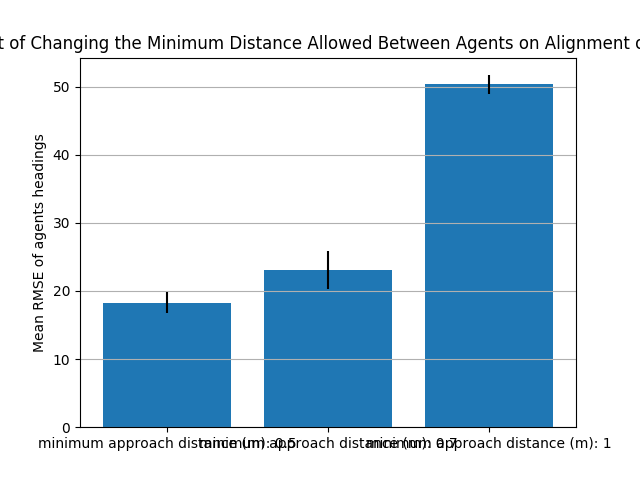 t of Changing the Minimum Distance Allowed Between Agents on Alignment o
50
40
30
20
10
0
Mean RMSE of agents headings
minimum approach distance (m): 0.5
minimum approach distance (m): 0.7
minimum approach distance (m): 1